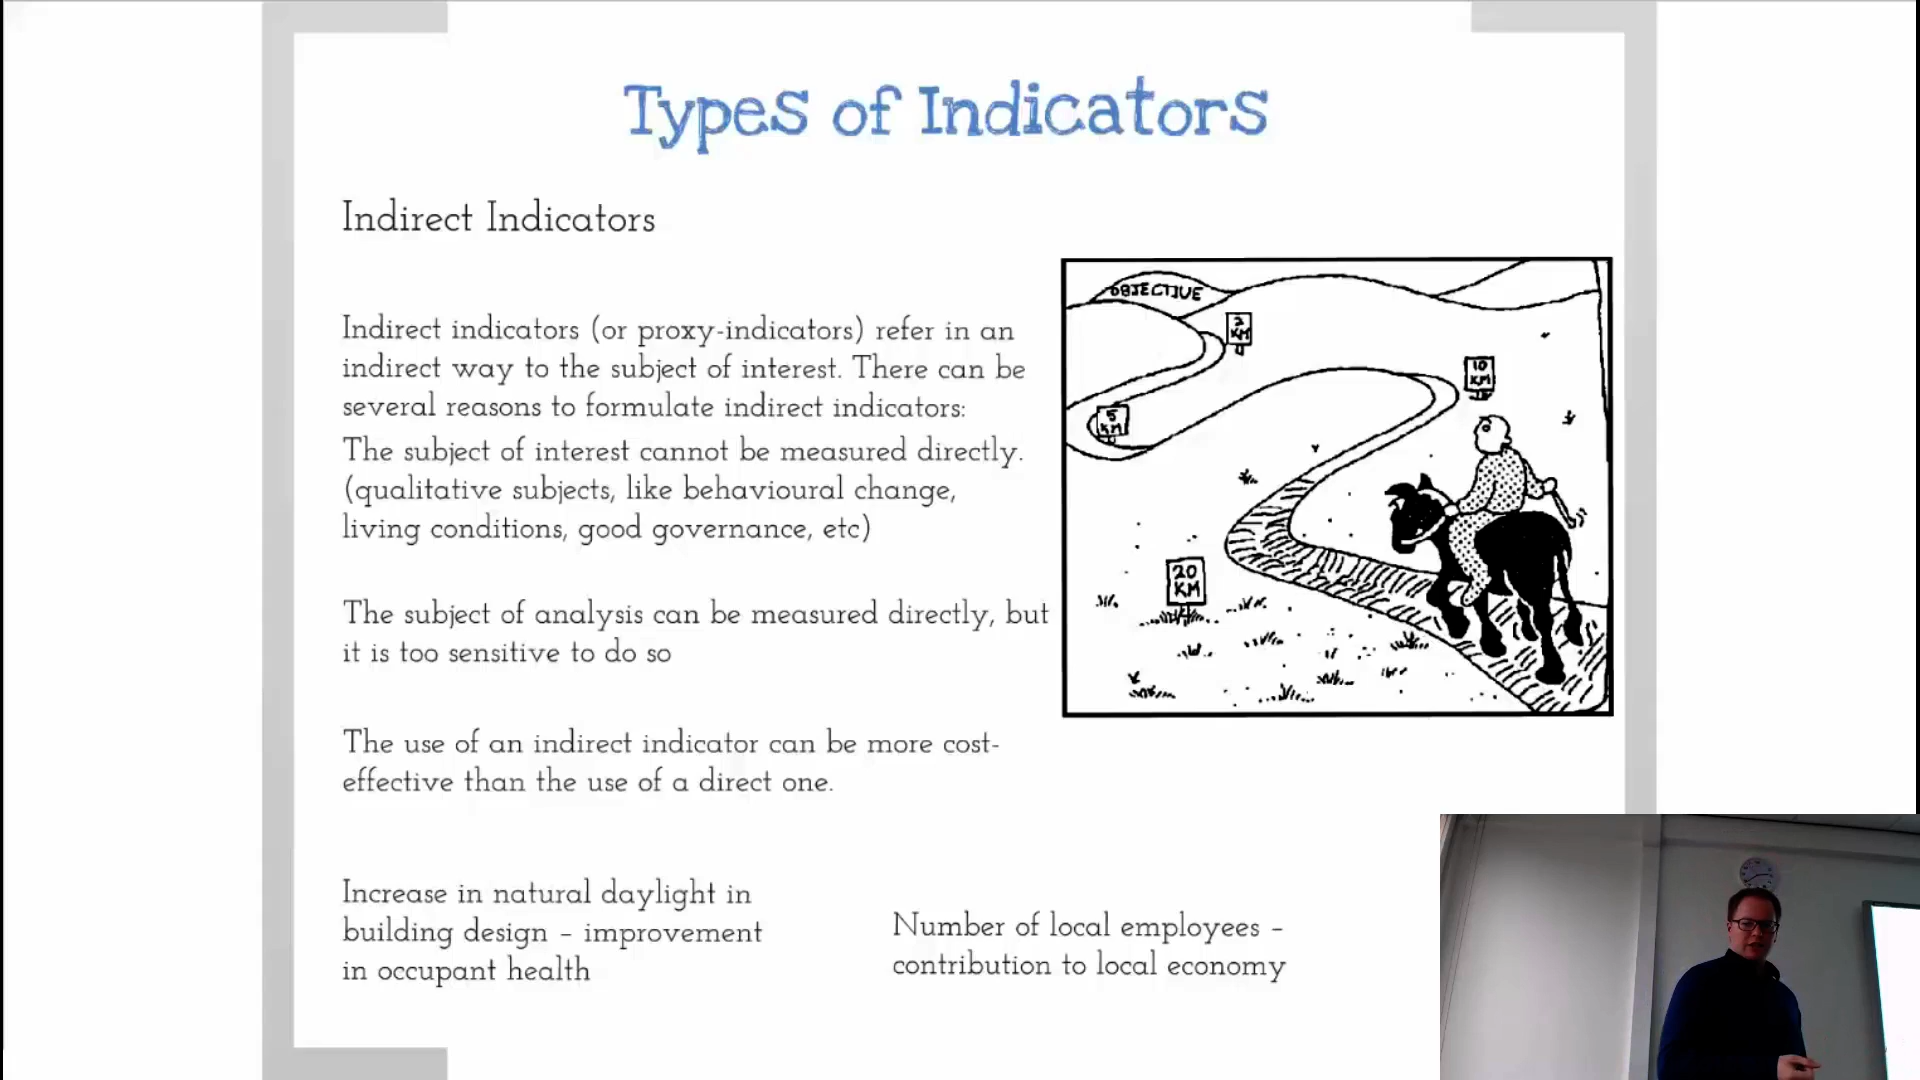 Types of Indicators
Indirect Indicators
Indirect indicators (or proxy-indicators) refer in an
indirect way to the subject of interest. There can be
several reasons to formulate indirect indicators:
The subject of interest cannot be measured directly.
(qualitative subjects, like behavioural change,
living conditions, good governance, etc)
The subject of analysis can be measured directly, but
it is too sensitive to do so
The use of an indirect indicator can be more cost-
effective than the use of a direct one.
Increase in natural daylight in
building design – improvement
in occupant health
Number of local employees –
contribution to local economy
OBJECTIVE
2
KM
10
KM
5
KM
20
KM